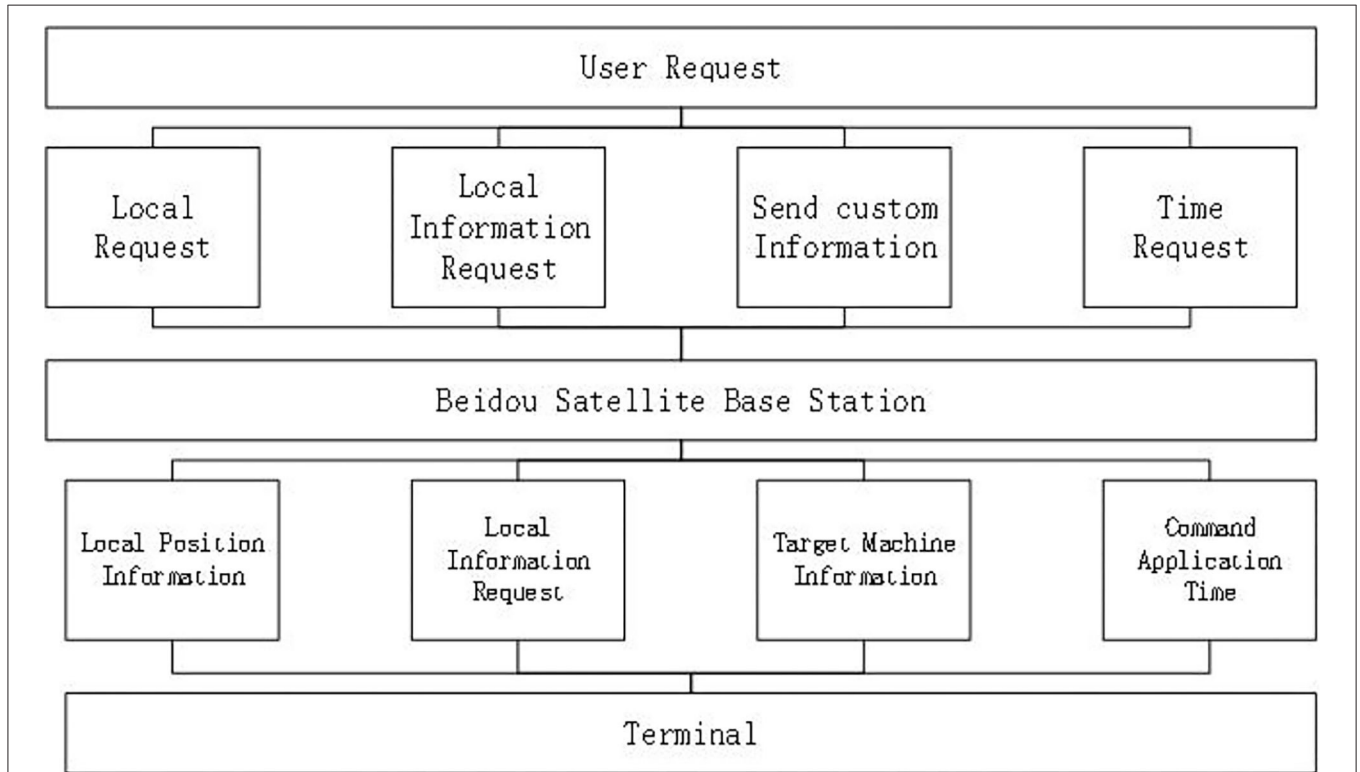 User Request
Local
Request
Local
Information
Request
Send custom
Information
Time
Request
Beidou Satellite Base Station
Local Position
Information
Local
Information
Request
Target Machine
Information
Command
Application
Time
Terminal